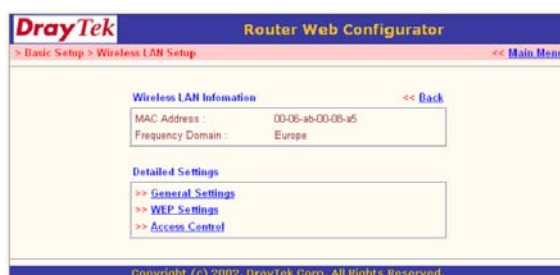 DrayTek Router Web Configurator
> Basic Setup > Wireless LAN Setup << Main Menu
Wireless LAN Infomation << Back
MAC Address : 00-06-ab-00-08-a5
Frequency Domain : Europe
Detailed Settings
>> General Settings
>> WEP Settings
>> Access Control
Copyright (c) 2002, DrayTek Corp. All Rights Reserved.